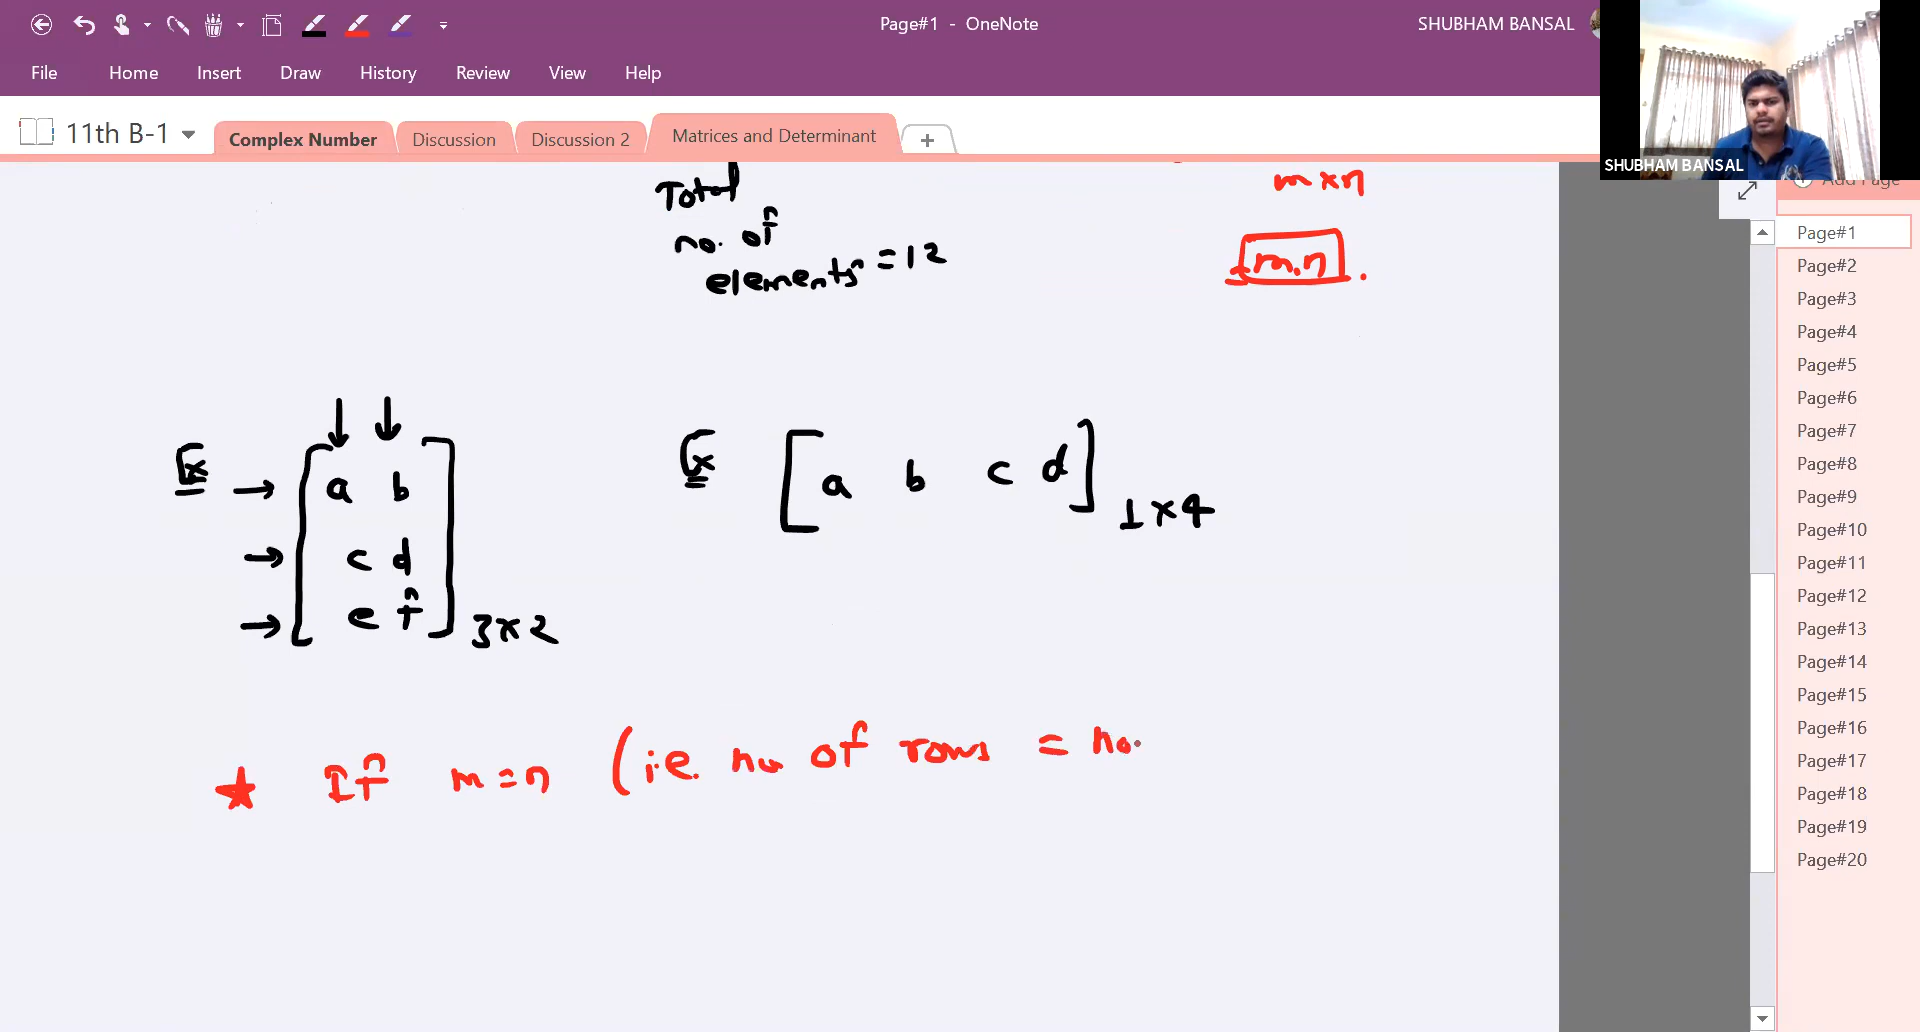 Page#1 - OneNote
SHUBHAM BANSAL
File Home Insert Draw History Review View Help
SHUBHAM BANSAL
11th B-1
Complex Number
Discussion
Discussion 2
Matrices and Determinant
Add Page
Total
no. of
elements = 12
m×n
m.n
Ex
a b
c d
e f
3×2
Ex
[a b c d] 1×4
★ If m=n (i.e. no of rows = no.
Page#1
Page#2
Page#3
Page#4
Page#5
Page#6
Page#7
Page#8
Page#9
Page#10
Page#11
Page#12
Page#13
Page#14
Page#15
Page#16
Page#17
Page#18
Page#19
Page#20